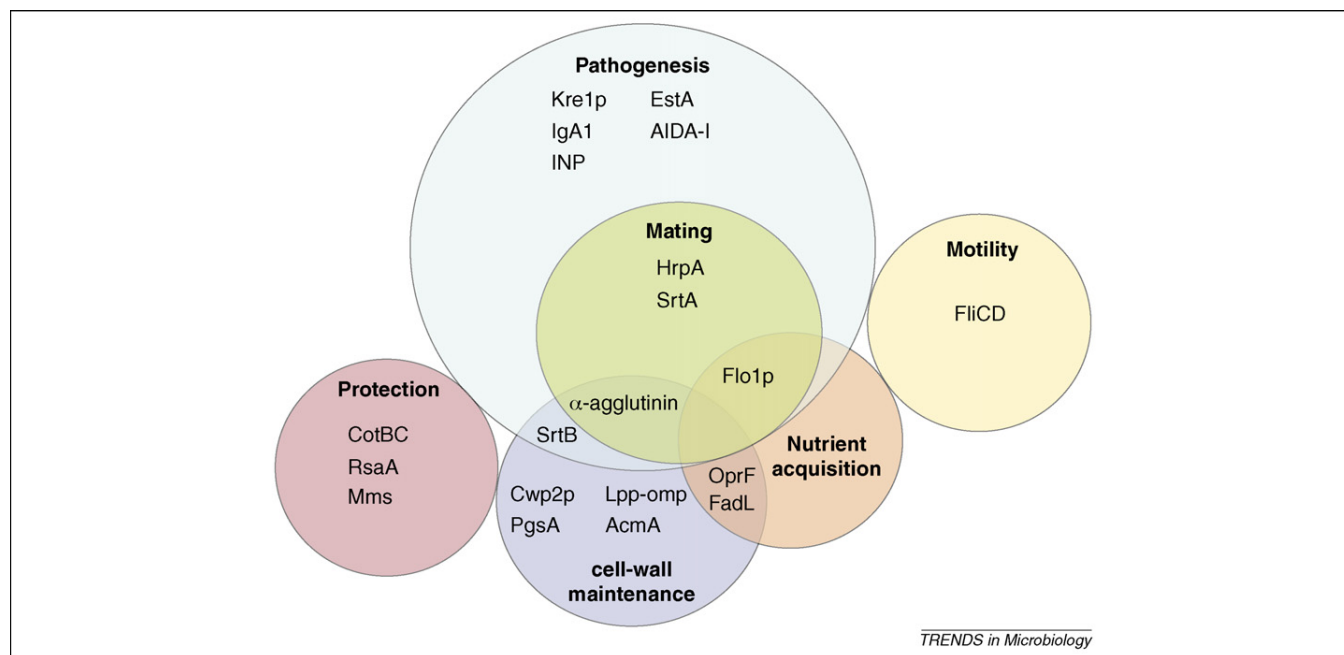 Pathogenesis
Kre1p EstA
IgA1 AIDA-I
INP
Mating
HrpA
SrtA
Motility
FliCD
Flo1p
Protection
CotBC
RsaA
Mms
α-agglutinin
SrtB
Nutrient
acquisition
OprF
FadL
Cwp2p Lpp-omp
PgsA AcmA
cell-wall
maintenance
TRENDS in Microbiology